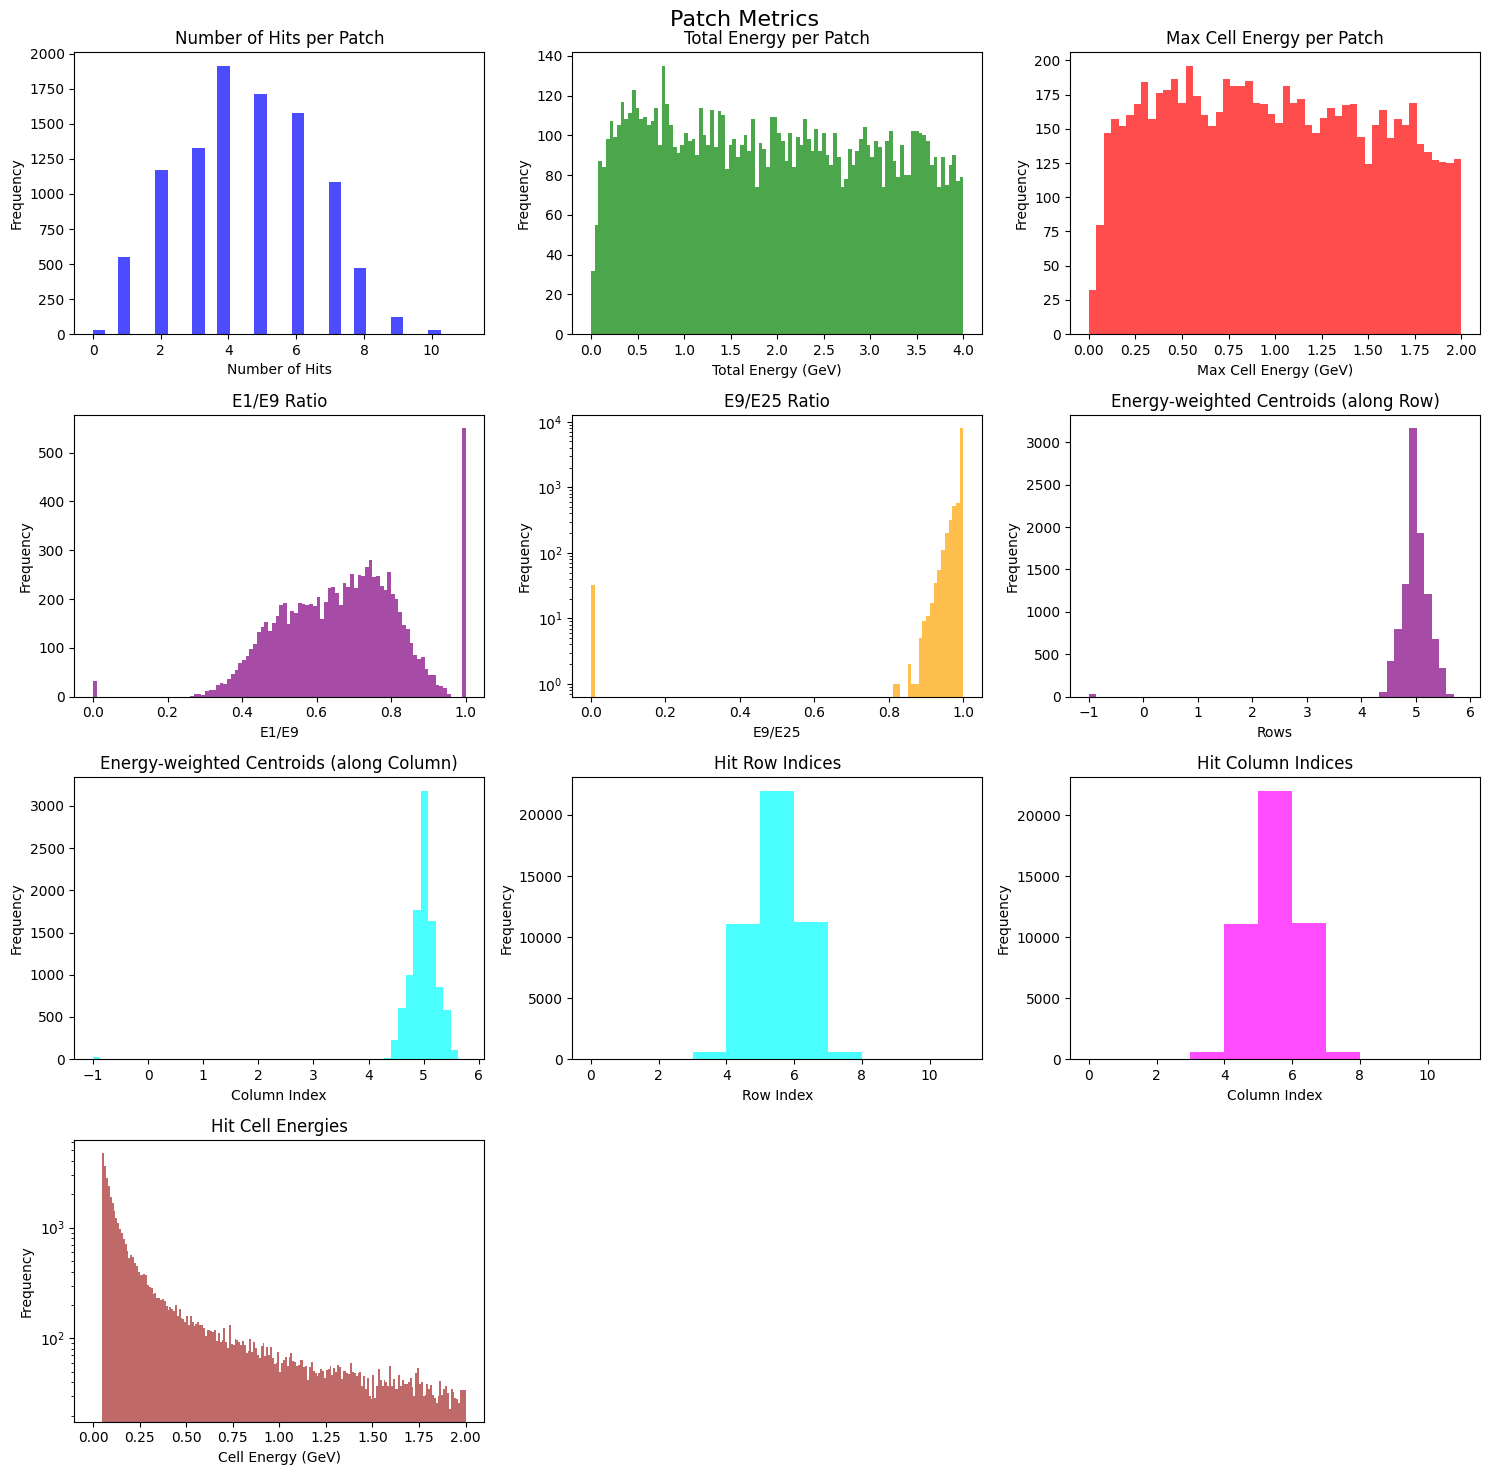 Patch Metrics
Number of Hits per Patch
Frequency
2000
1750
1500
1250
1000
750
500
250
0
0 2 4 6 8 10
Number of Hits
Total Energy per Patch
Frequency
140
120
100
80
60
40
20
0
0.0 0.5 1.0 1.5 2.0 2.5 3.0 3.5 4.0
Total Energy (GeV)
Max Cell Energy per Patch
Frequency
200
175
150
125
100
75
50
25
0
0.00 0.25 0.50 0.75 1.00 1.25 1.50 1.75 2.00
Max Cell Energy (GeV)
E1/E9 Ratio
Frequency
500
400
300
200
100
0
0.0 0.2 0.4 0.6 0.8 1.0
E1/E9
E9/E25 Ratio
Frequency
10⁴
10³
10²
10¹
10⁰
0.0 0.2 0.4 0.6 0.8 1.0
E9/E25
Energy-weighted Centroids (along Row)
Frequency
3000
2500
2000
1500
1000
500
0
−1 0 1 2 3 4 5 6
Rows
Energy-weighted Centroids (along Column)
Frequency
3000
2500
2000
1500
1000
500
0
−1 0 1 2 3 4 5 6
Column Index
Hit Row Indices
Frequency
20000
15000
10000
5000
0
0 2 4 6 8 10
Row Index
Hit Column Indices
Frequency
20000
15000
10000
5000
0
0 2 4 6 8 10
Column Index
Hit Cell Energies
Frequency
10³
10²
0.00 0.25 0.50 0.75 1.00 1.25 1.50 1.75 2.00
Cell Energy (GeV)